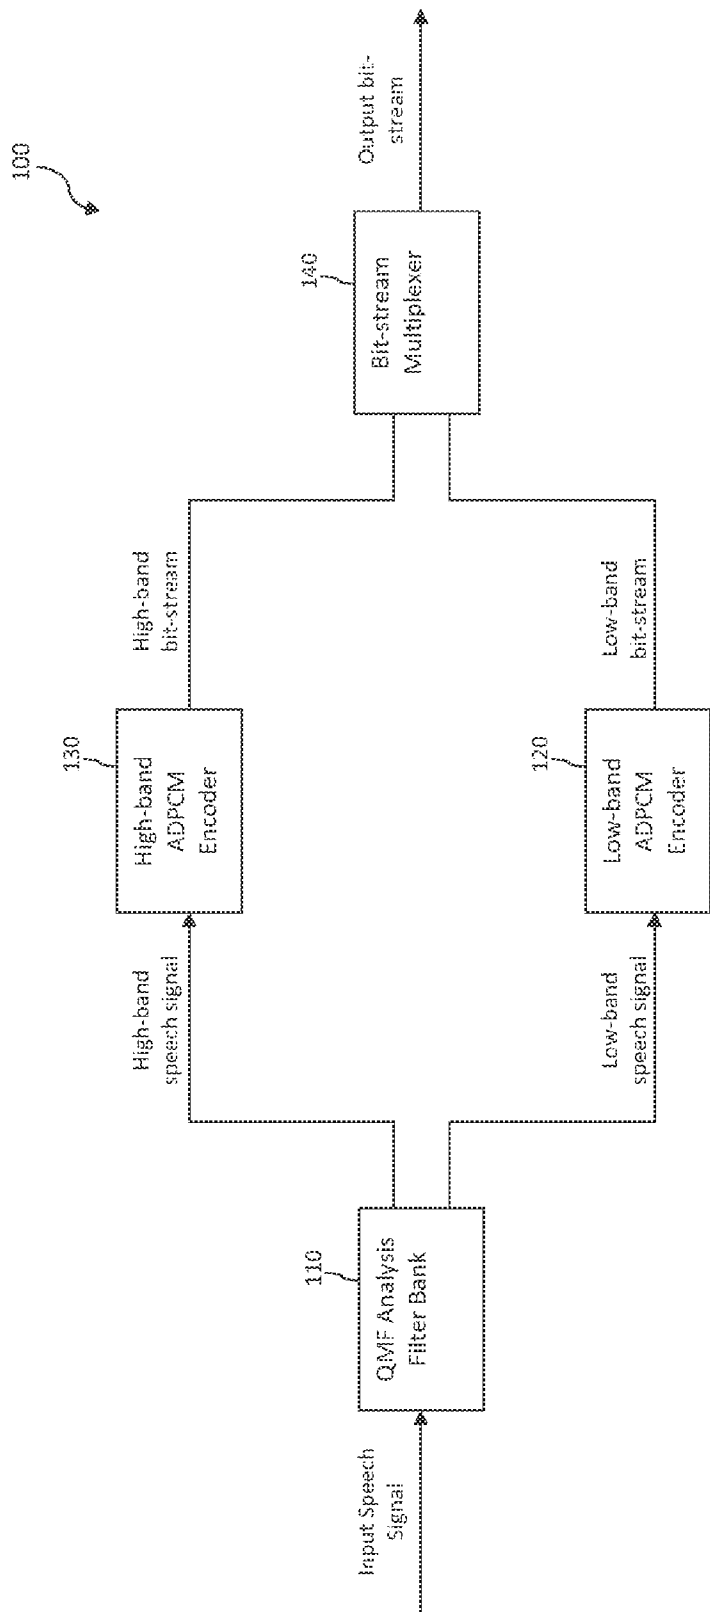 100
Input Speech
Signal
110
QMF Analysis
Filter Bank
High-band
speech signal
130
High-band
ADPCM
Encoder
High-band
bit-stream
Low-band
speech signal
120
Low-band
ADPCM
Encoder
Low-band
bit-stream
140
Bit-stream
Multiplexer
Output bit-
stream